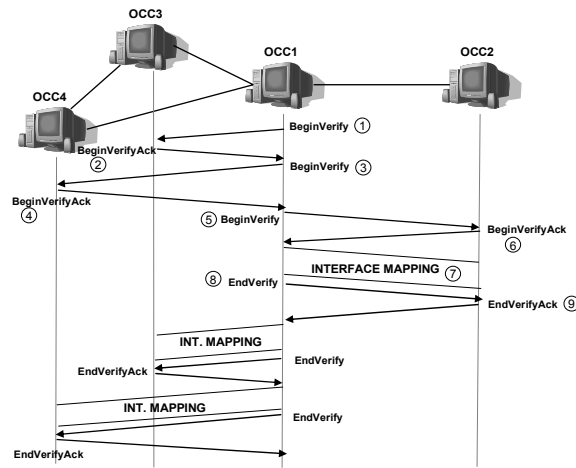 OCC3
OCC1
OCC2
OCC4
BeginVerify ①
BeginVerifyAck
②
BeginVerify ③
BeginVerifyAck
④
⑤ BeginVerify
BeginVerifyAck
⑥
INTERFACE MAPPING ⑦
⑧ EndVerify
EndVerifyAck ⑨
INT. MAPPING
EndVerify
EndVerifyAck
INT. MAPPING
EndVerify
EndVerifyAck